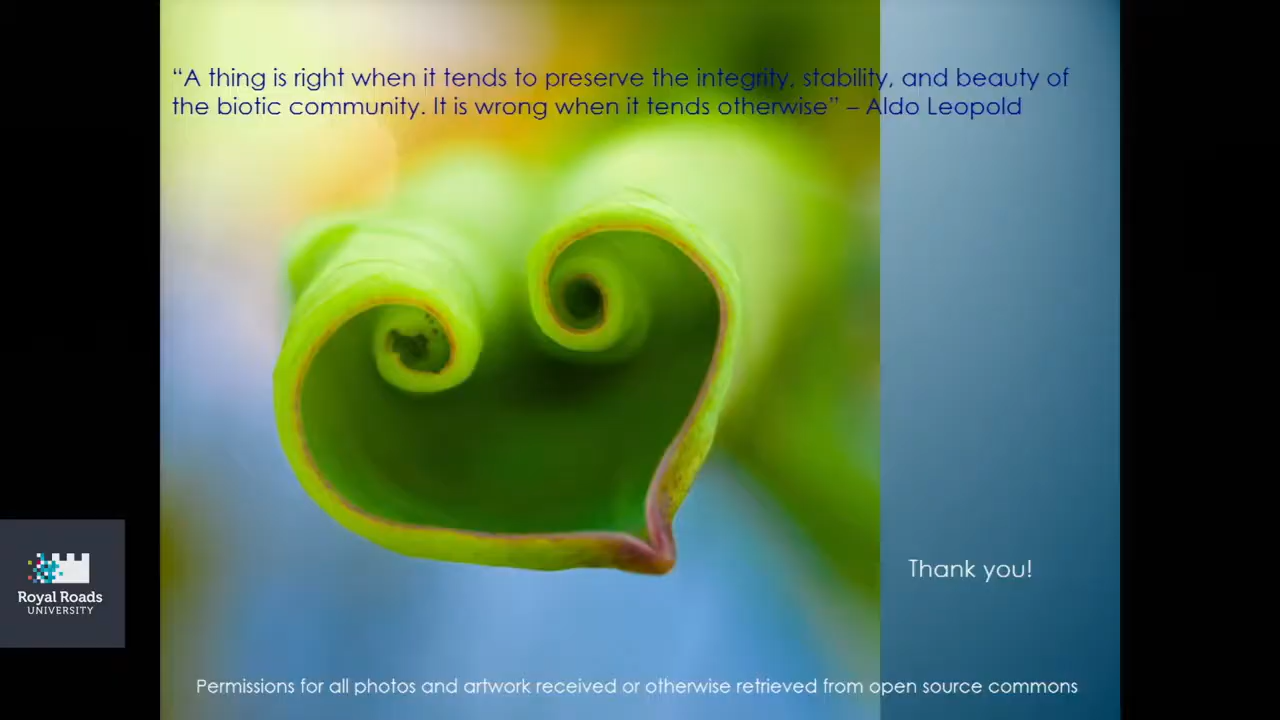 “A thing is right when it tends to preserve the integrity, stability, and beauty of
the biotic community. It is wrong when it tends otherwise” – Aldo Leopold
Thank you!
Royal Roads
UNIVERSITY
Permissions for all photos and artwork received or otherwise retrieved from open source commons